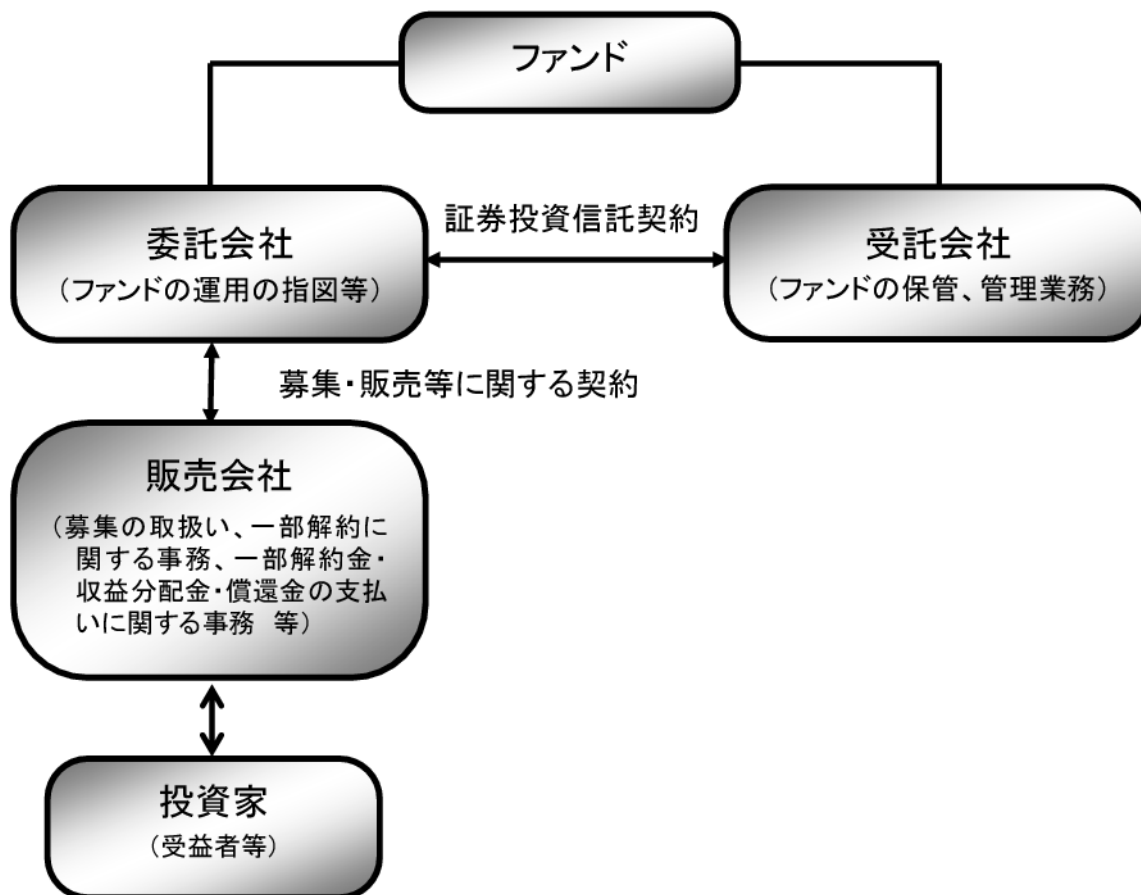 ファンド
委託会社
（ファンドの運用の指図等）
証券投資信託契約
受託会社
（ファンドの保管、管理業務）
募集・販売等に関する契約
販売会社
（募集の取扱い、一部解約に
関する事務、一部解約金・
収益分配金・償還金の支払
いに関する事務　等）
投資家
（受益者等）